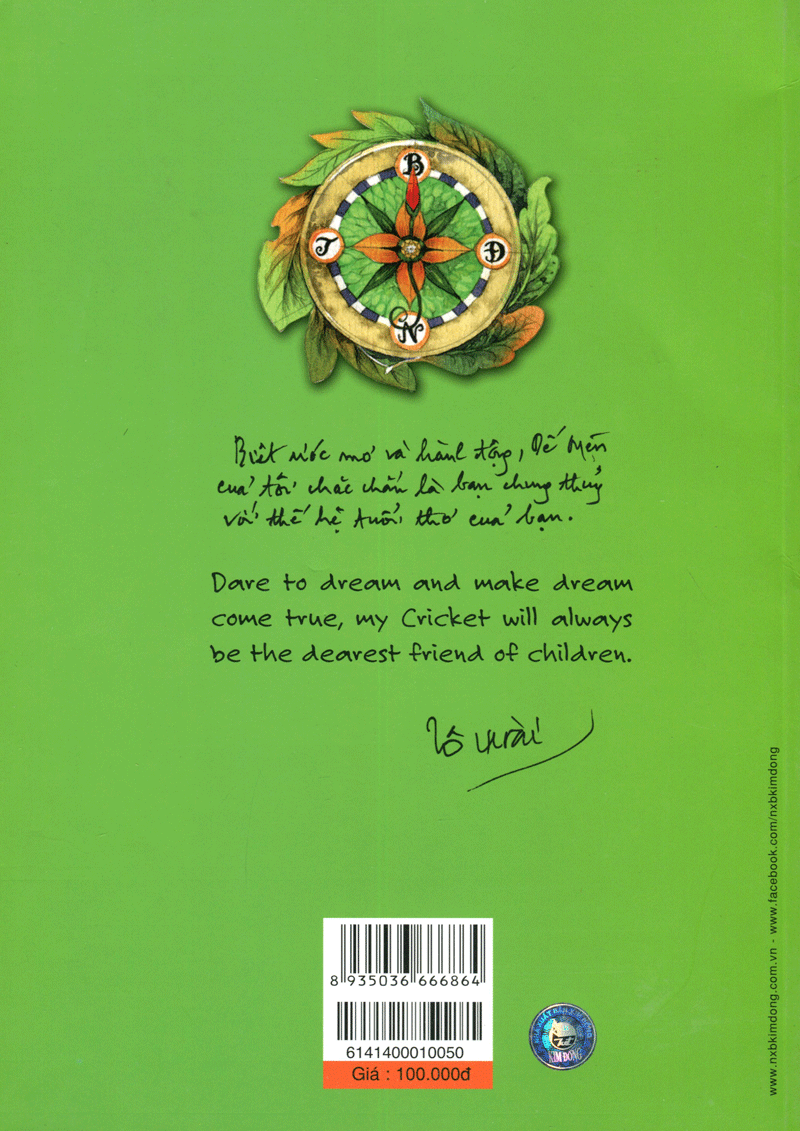 B
T
Đ
N
Biết ước mơ và hành động, Dế Mèn
của tôi chắc chắn là bạn chung thuỷ
với thế hệ tuổi thơ của bạn.
Dare to dream and make dream
come true, my Cricket will always
be the dearest friend of children.
Tô Hoài
www.nxbkimdong.com.vn - www.facebook.com/nxbkimdong
8 935036 666864
6141400010050
Giá : 100.000đ
KIM ĐỒNG